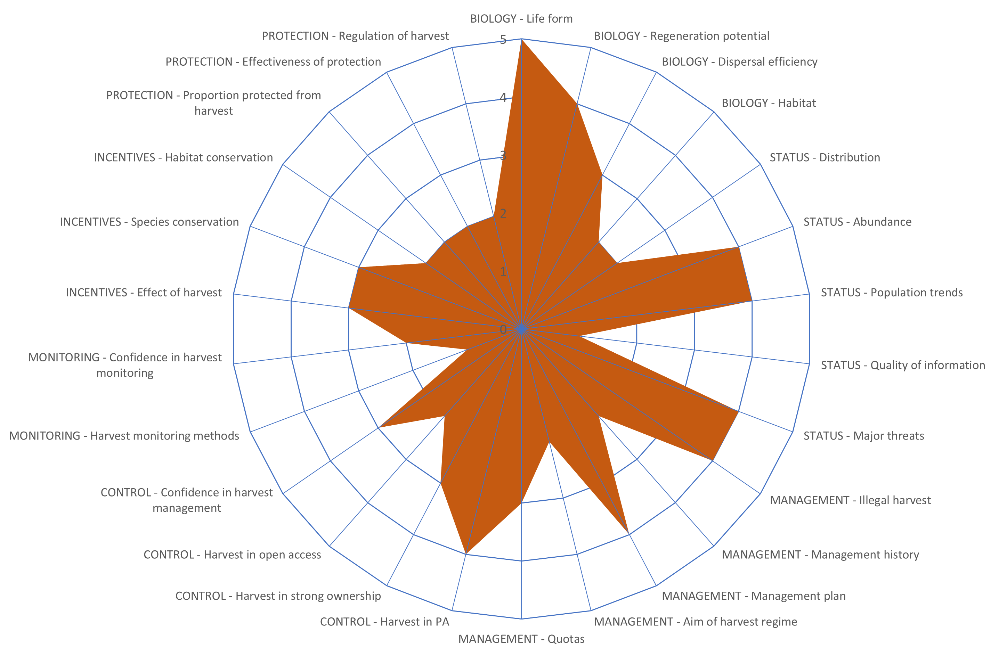 BIOLOGY - Life form
BIOLOGY - Regeneration potential
BIOLOGY - Dispersal efficiency
BIOLOGY - Habitat
STATUS - Distribution
STATUS - Abundance
STATUS - Population trends
STATUS - Quality of information
STATUS - Major threats
MANAGEMENT - Illegal harvest
MANAGEMENT - Management history
MANAGEMENT - Management plan
MANAGEMENT - Aim of harvest regime
MANAGEMENT - Quotas
CONTROL - Harvest in PA
CONTROL - Harvest in strong ownership
CONTROL - Harvest in open access
CONTROL - Confidence in harvest
management
MONITORING - Harvest monitoring methods
MONITORING - Confidence in harvest
monitoring
INCENTIVES - Effect of harvest
INCENTIVES - Species conservation
INCENTIVES - Habitat conservation
PROTECTION - Proportion protected from
harvest
PROTECTION - Effectiveness of protection
PROTECTION - Regulation of harvest
5
4
3
2
1
0